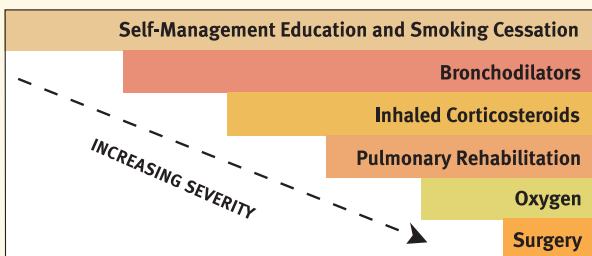 Self-Management Education and Smoking Cessation
Bronchodilators
Inhaled Corticosteroids
Pulmonary Rehabilitation
Oxygen
Surgery
INCREASING SEVERITY